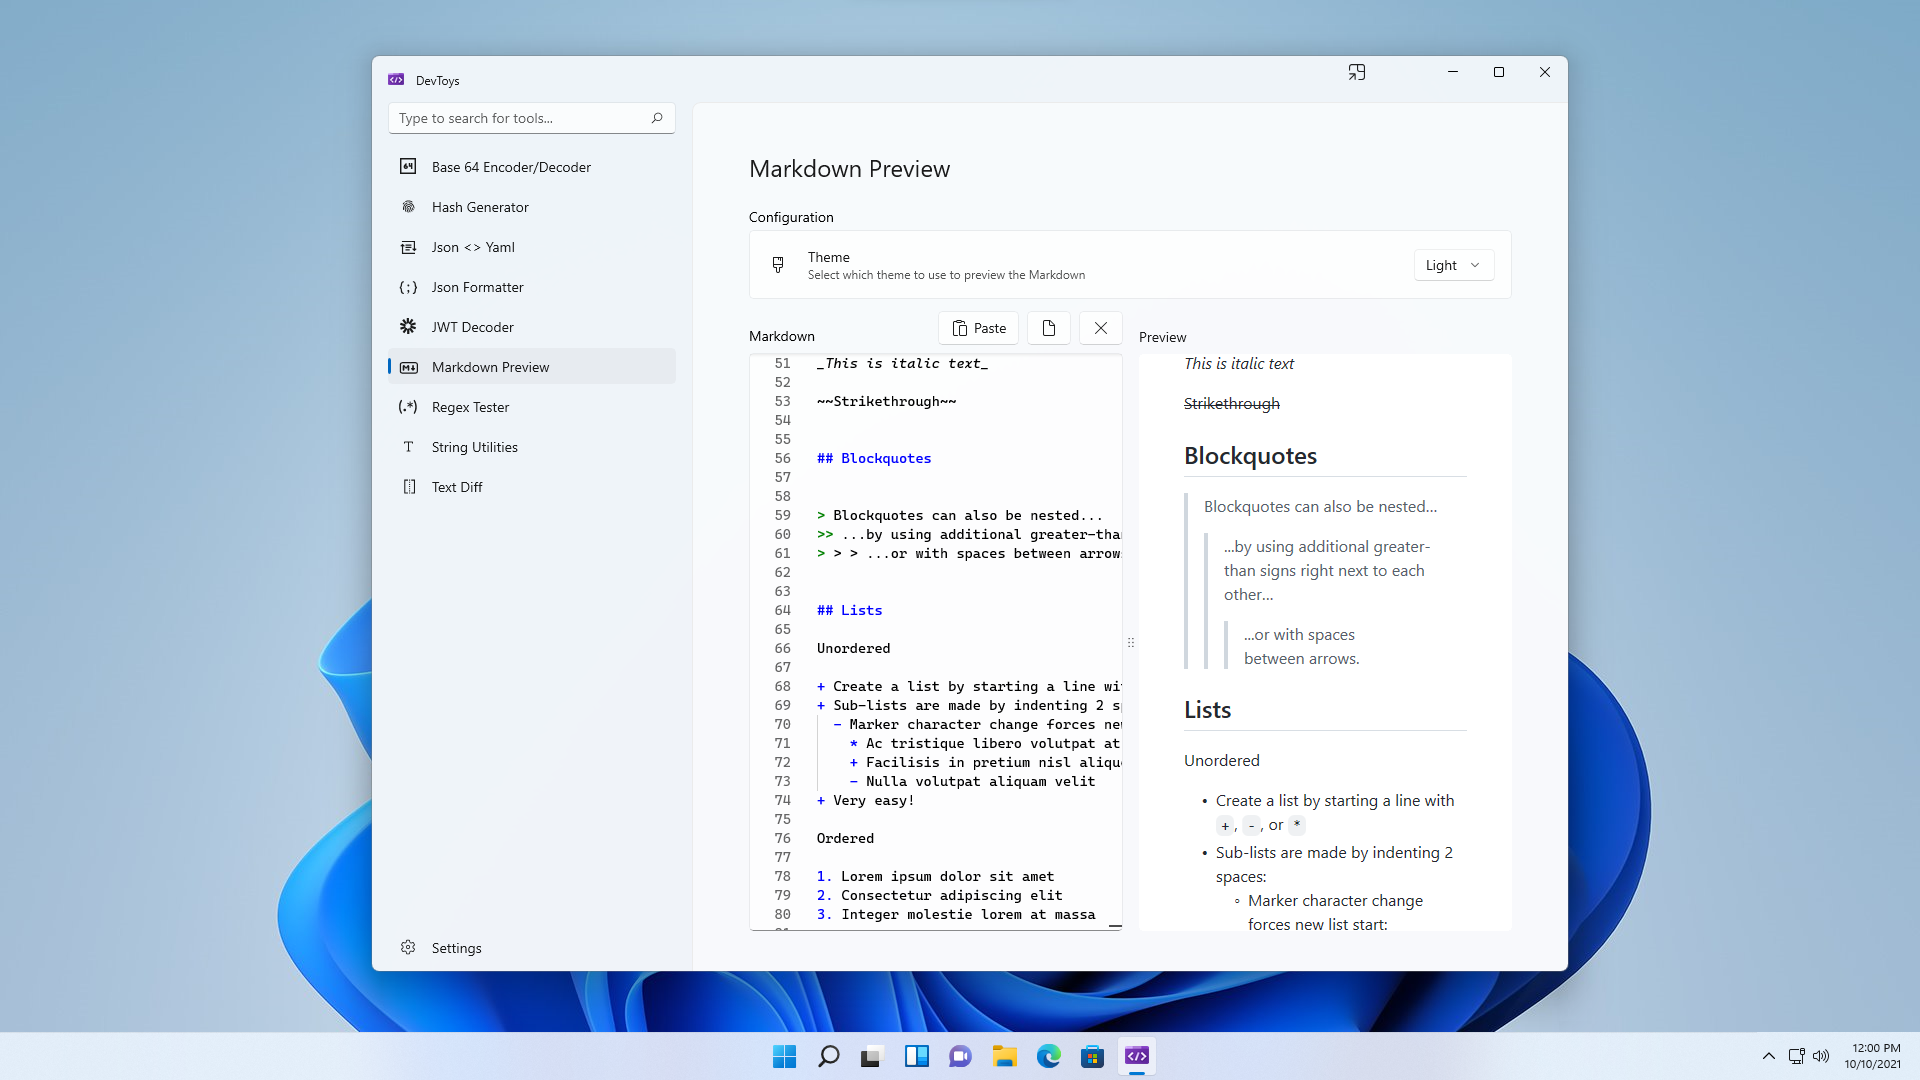 DevToys
Type to search for tools...
Base 64 Encoder/Decoder
Hash Generator
Json <> Yaml
Json Formatter
JWT Decoder
Markdown Preview
Regex Tester
String Utilities
Text Diff
Settings
Markdown Preview
Configuration
Theme
Select which theme to use to preview the Markdown
Light
Markdown
Paste
51 _This is italic text_
52
53 ~~Strikethrough~~
54
55
56 ## Blockquotes
57
58
59 > Blockquotes can also be nested...
60 >> ...by using additional greater-than
61 > > > ...or with spaces between arrows
62
63
64 ## Lists
65
66 Unordered
67
68 + Create a list by starting a line wi
69 + Sub-lists are made by indenting 2 s
70 - Marker character change forces ne
71 * Ac tristique libero volutpat at
72 + Facilisis in pretium nisl aliqu
73 - Nulla volutpat aliquam velit
74 + Very easy!
75
76 Ordered
77
78 1. Lorem ipsum dolor sit amet
79 2. Consectetur adipiscing elit
80 3. Integer molestie lorem at massa
Preview
This is italic text
Strikethrough
Blockquotes
Blockquotes can also be nested...
...by using additional greater-
than signs right next to each
other...
...or with spaces
between arrows.
Lists
Unordered
• Create a list by starting a line with
+, -, or *
• Sub-lists are made by indenting 2
spaces:
◦ Marker character change
forces new list start:
12:00 PM
10/10/2021